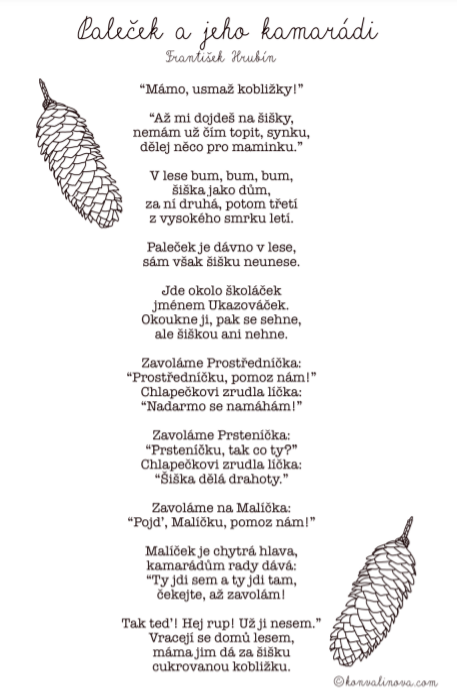 Paleček a jeho kamarádi
František Hrubín
“Mámo, usmaž kobližky!”
“Až mi dojdeš na šišky,
nemám už čím topit, synku,
dělej něco pro maminku.”
V lese bum, bum, bum,
šiška jako dům,
za ní druhá, potom třetí
z vysokého smrku letí.
Paleček je dávno v lese,
sám však šišku neunese.
Jde okolo školáček
jménem Ukazováček.
Okoukne ji, pak se sehne,
ale šiškou ani nehne.
Zavoláme Prostředníčka:
“Prostředníčku, pomoz nám!”
Chlapečkovi zrudla líčka:
“Nadarmo se namáhám!”
Zavoláme Prsteníčka:
“Prsteníčku, tak co ty?”
Chlapečkovi zrudla líčka:
“Šiška dělá drahoty.”
Zavoláme na Malíčka:
“Pojď’, Malíčku, pomoz nám!”
Malíček je chytrá hlava,
kamarádům rady dává:
“Ty jdi sem a ty jdi tam,
čekejte, až zavolám!
Tak teď’! Hej rup! Už ji nesem.”
Vracejí se domů lesem,
máma jim dá za šišku
cukrovanou kobližku.
©konvalinova.com